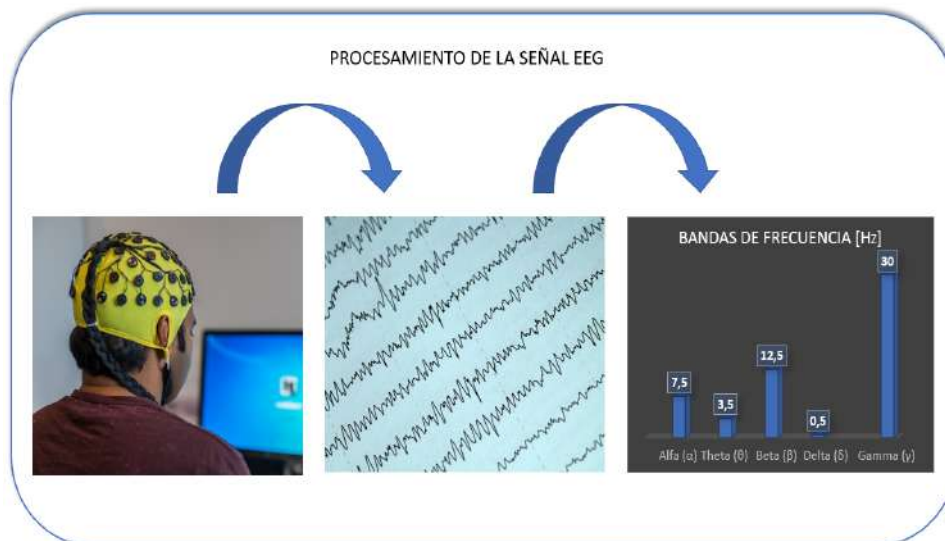 PROCESAMIENTO DE LA SEÑAL EEG
BANDAS DE FRECUENCIA [Hz]
30
12,5
7,5
3,5
0,5
Alfa (α) Theta (θ) Beta (β) Delta (δ) Gamma (γ)